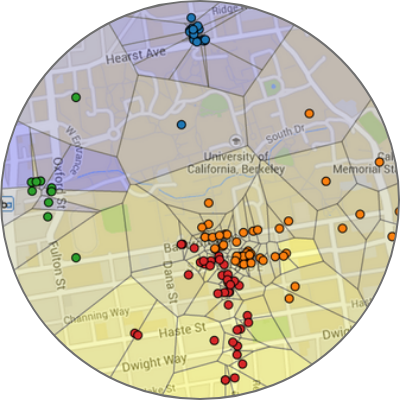 Ridge
Hearst Ave
W Entrance
South Dr
University of
California, Berkeley
Cal
Memorial St
Oxford St
Fulton St
Dana St
Channing Way
Haste St
Dwight Way
Dwig